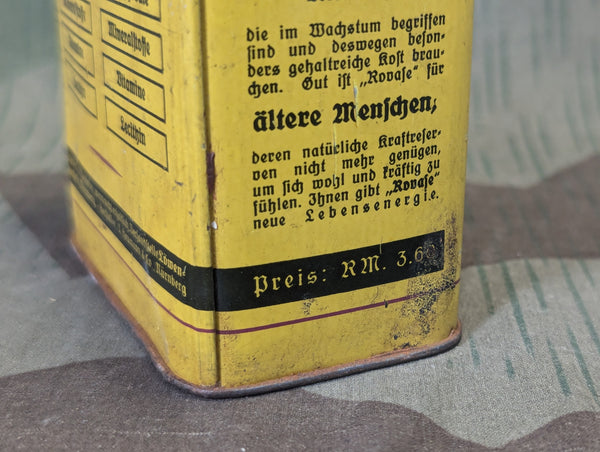 Mineralstoffe
Vitamine
Lecithin
Löwen/
Nürnberg
die im Wachstum begriffen
sind und deswegen beson-
ders gehaltreiche Kost brau-
chen. Gut ist „Rovase" für
ältere Menschen,
deren natürliche Kraftreser-
ven nicht mehr genügen,
um sich wohl und kräftig zu
fühlen. Ihnen gibt „Rovase"
neue Lebensenergie.
Preis: RM. 3.6